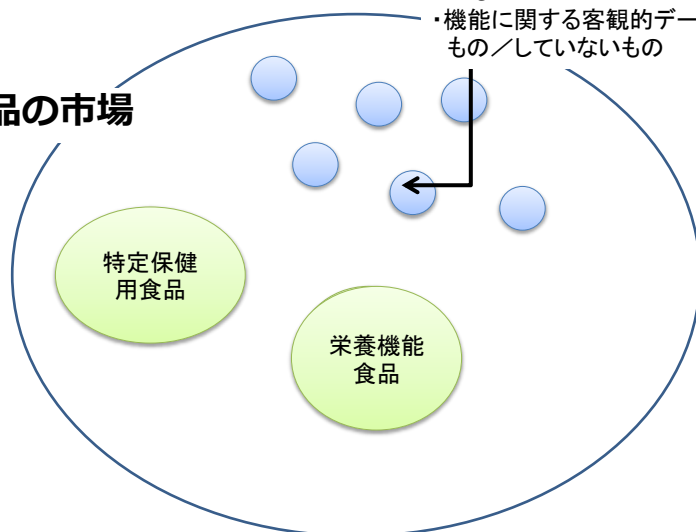 ・機能に関する客観的デー
もの／していないもの
品の市場
特定保健
用食品
栄養機能
食品